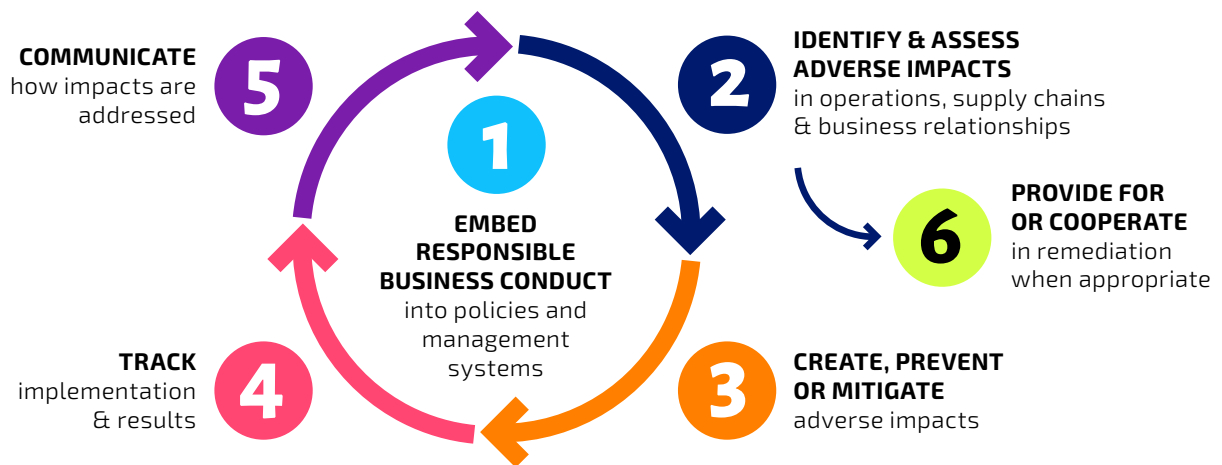 1
EMBED
RESPONSIBLE
BUSINESS CONDUCT
into policies and
management
systems
2
IDENTIFY & ASSESS
ADVERSE IMPACTS
in operations, supply chains
& business relationships
3
CREATE, PREVENT
OR MITIGATE
adverse impacts
4
TRACK
implementation
& results
5
COMMUNICATE
how impacts are
addressed
6
PROVIDE FOR
OR COOPERATE
in remediation
when appropriate